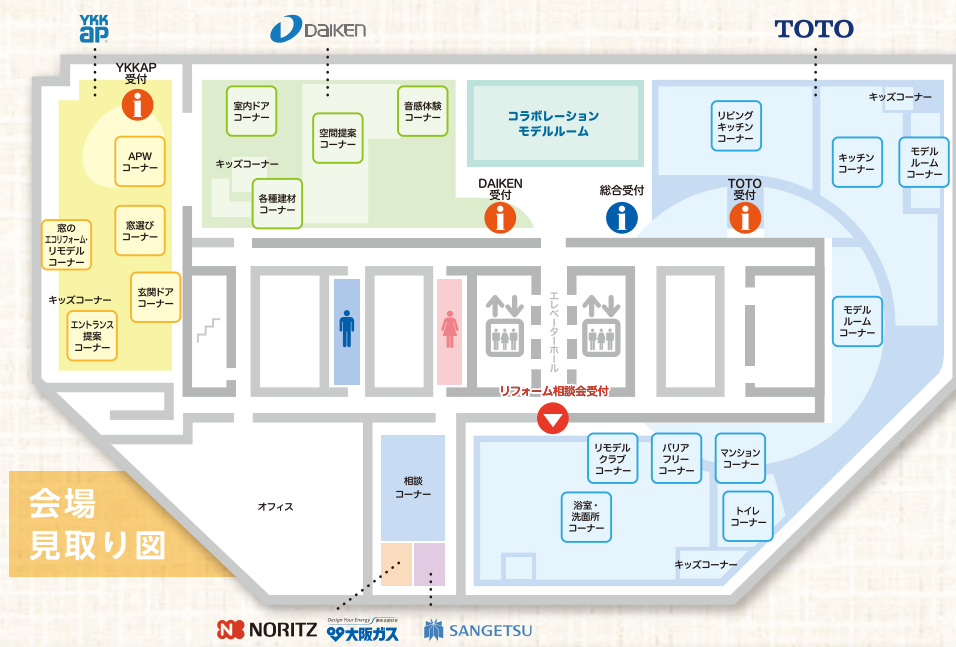 YKK
ap
DAIKEN
TOTO
YKKAP
受付
APW
コーナー
窓選び
コーナー
窓の
エコリフォーム・
リモデル
コーナー
玄関ドア
コーナー
キッズコーナー
エントランス
提案
コーナー
室内ドア
コーナー
空間提案
コーナー
音感体験
コーナー
キッズコーナー
各種建材
コーナー
DAIKEN
受付
コラボレーション
モデルルーム
総合受付
リビング
キッチン
コーナー
キッズコーナー
キッチン
コーナー
モデル
ルーム
コーナー
TOTO
受付
モデル
ルーム
コーナー
エレベーターホール
リフォーム相談会受付
リモデル
クラブ
コーナー
バリア
フリー
コーナー
マンション
コーナー
浴室・
洗面所
コーナー
トイレ
コーナー
キッズコーナー
相談
コーナー
オフィス
会場
見取り図
NORITZ
Design Your Energy
大阪ガス
SANGETSU